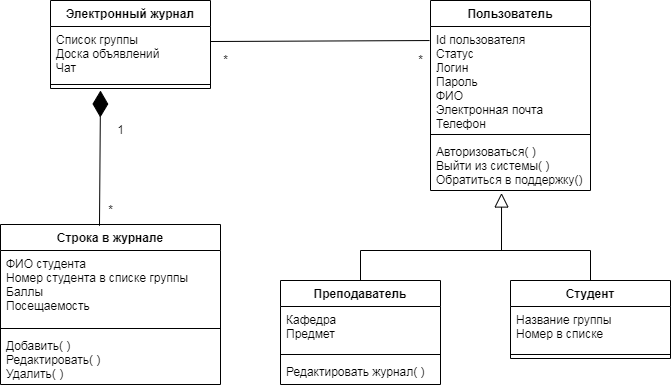 Электронный журнал
Список группы
Доска объявлений
Чат
*
*
Пользователь
Id пользователя
Статус
Логин
Пароль
ФИО
Электронная почта
Телефон
Авторизоваться( )
Выйти из системы( )
Обратиться в поддержку()
1
*
Строка в журнале
ФИО студента
Номер студента в списке группы
Баллы
Посещаемость
Добавить( )
Редактировать( )
Удалить( )
Преподаватель
Кафедра
Предмет
Редактировать журнал( )
Студент
Название группы
Номер в списке